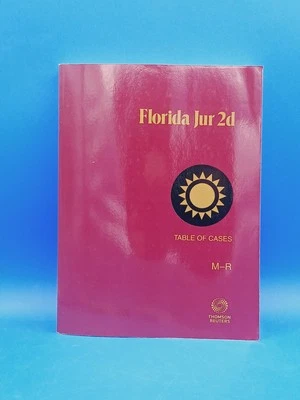 Florida Jur 2d
TABLE OF CASES
M–R
THOMSON
REUTERS